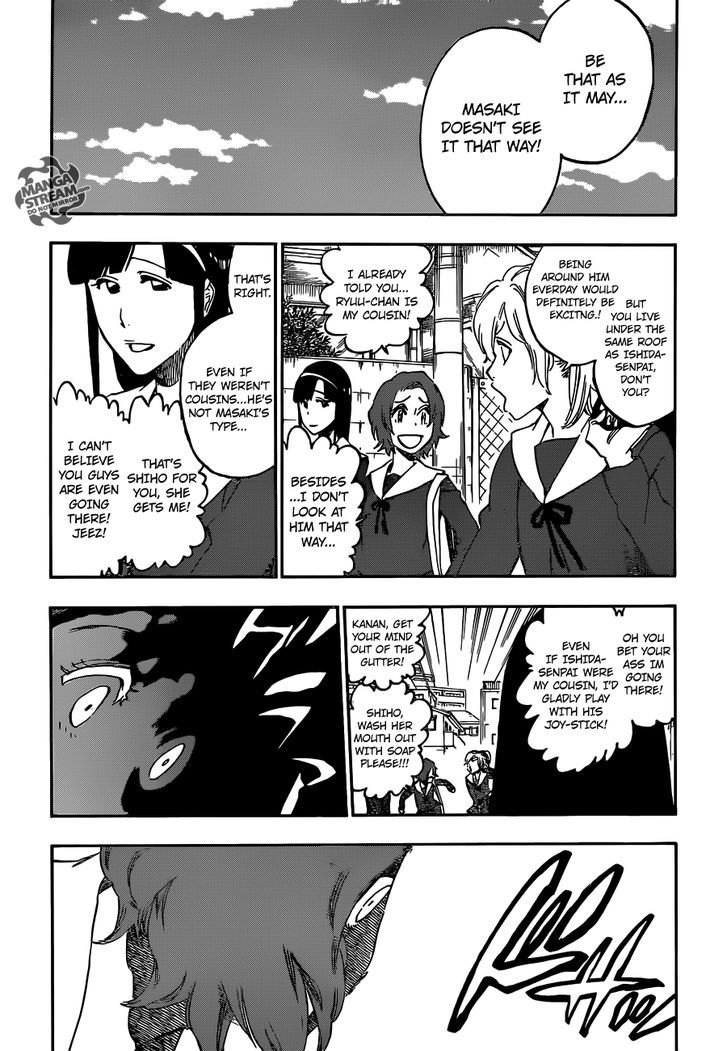 BE
THAT AS
IT MAY...
MASAKI
DOESN'T SEE
IT THAT WAY!
MANGA
STREAM.com
DO NOT MIRROR
BEING
AROUND HIM
EVERDAY WOULD
DEFINITELY BE
EXCITNG.!
BUT
YOU LIVE
UNDER THE
SAME ROOF
AS ISHIDA-
SENPAI,
DON'T
YOU?
I ALREADY
TOLD YOU...
RYUU-CHAN
IS MY COUSIN!
BESIDES
...I DON'T
LOOK AT
HIM THAT
WAY...
THAT'S
RIGHT.
EVEN IF
THEY WEREN'T
COUSINS...HE'S
NOT MASAKI'S
TYPE...
THAT'S
SHIHO FOR
YOU, SHE
GETS ME!
I CAN'T
BELIEVE
YOU GUYS
ARE EVEN
GOING
THERE!
JEEZ!
OH YOU
BET YOUR
ASS IM
GOING
THERE!
EVEN
IF ISHIDA-
SENPAI WERE
MY COUSIN, I'D
GLADLY PLAY
WITH HIS
JOY-STICK!
KANAN, GET
YOUR MIND
OUT OF THE
GUTTER!
SHIHO,
WASH HER
MOUTH OUT
WITH SOAP
PLEASE!!!